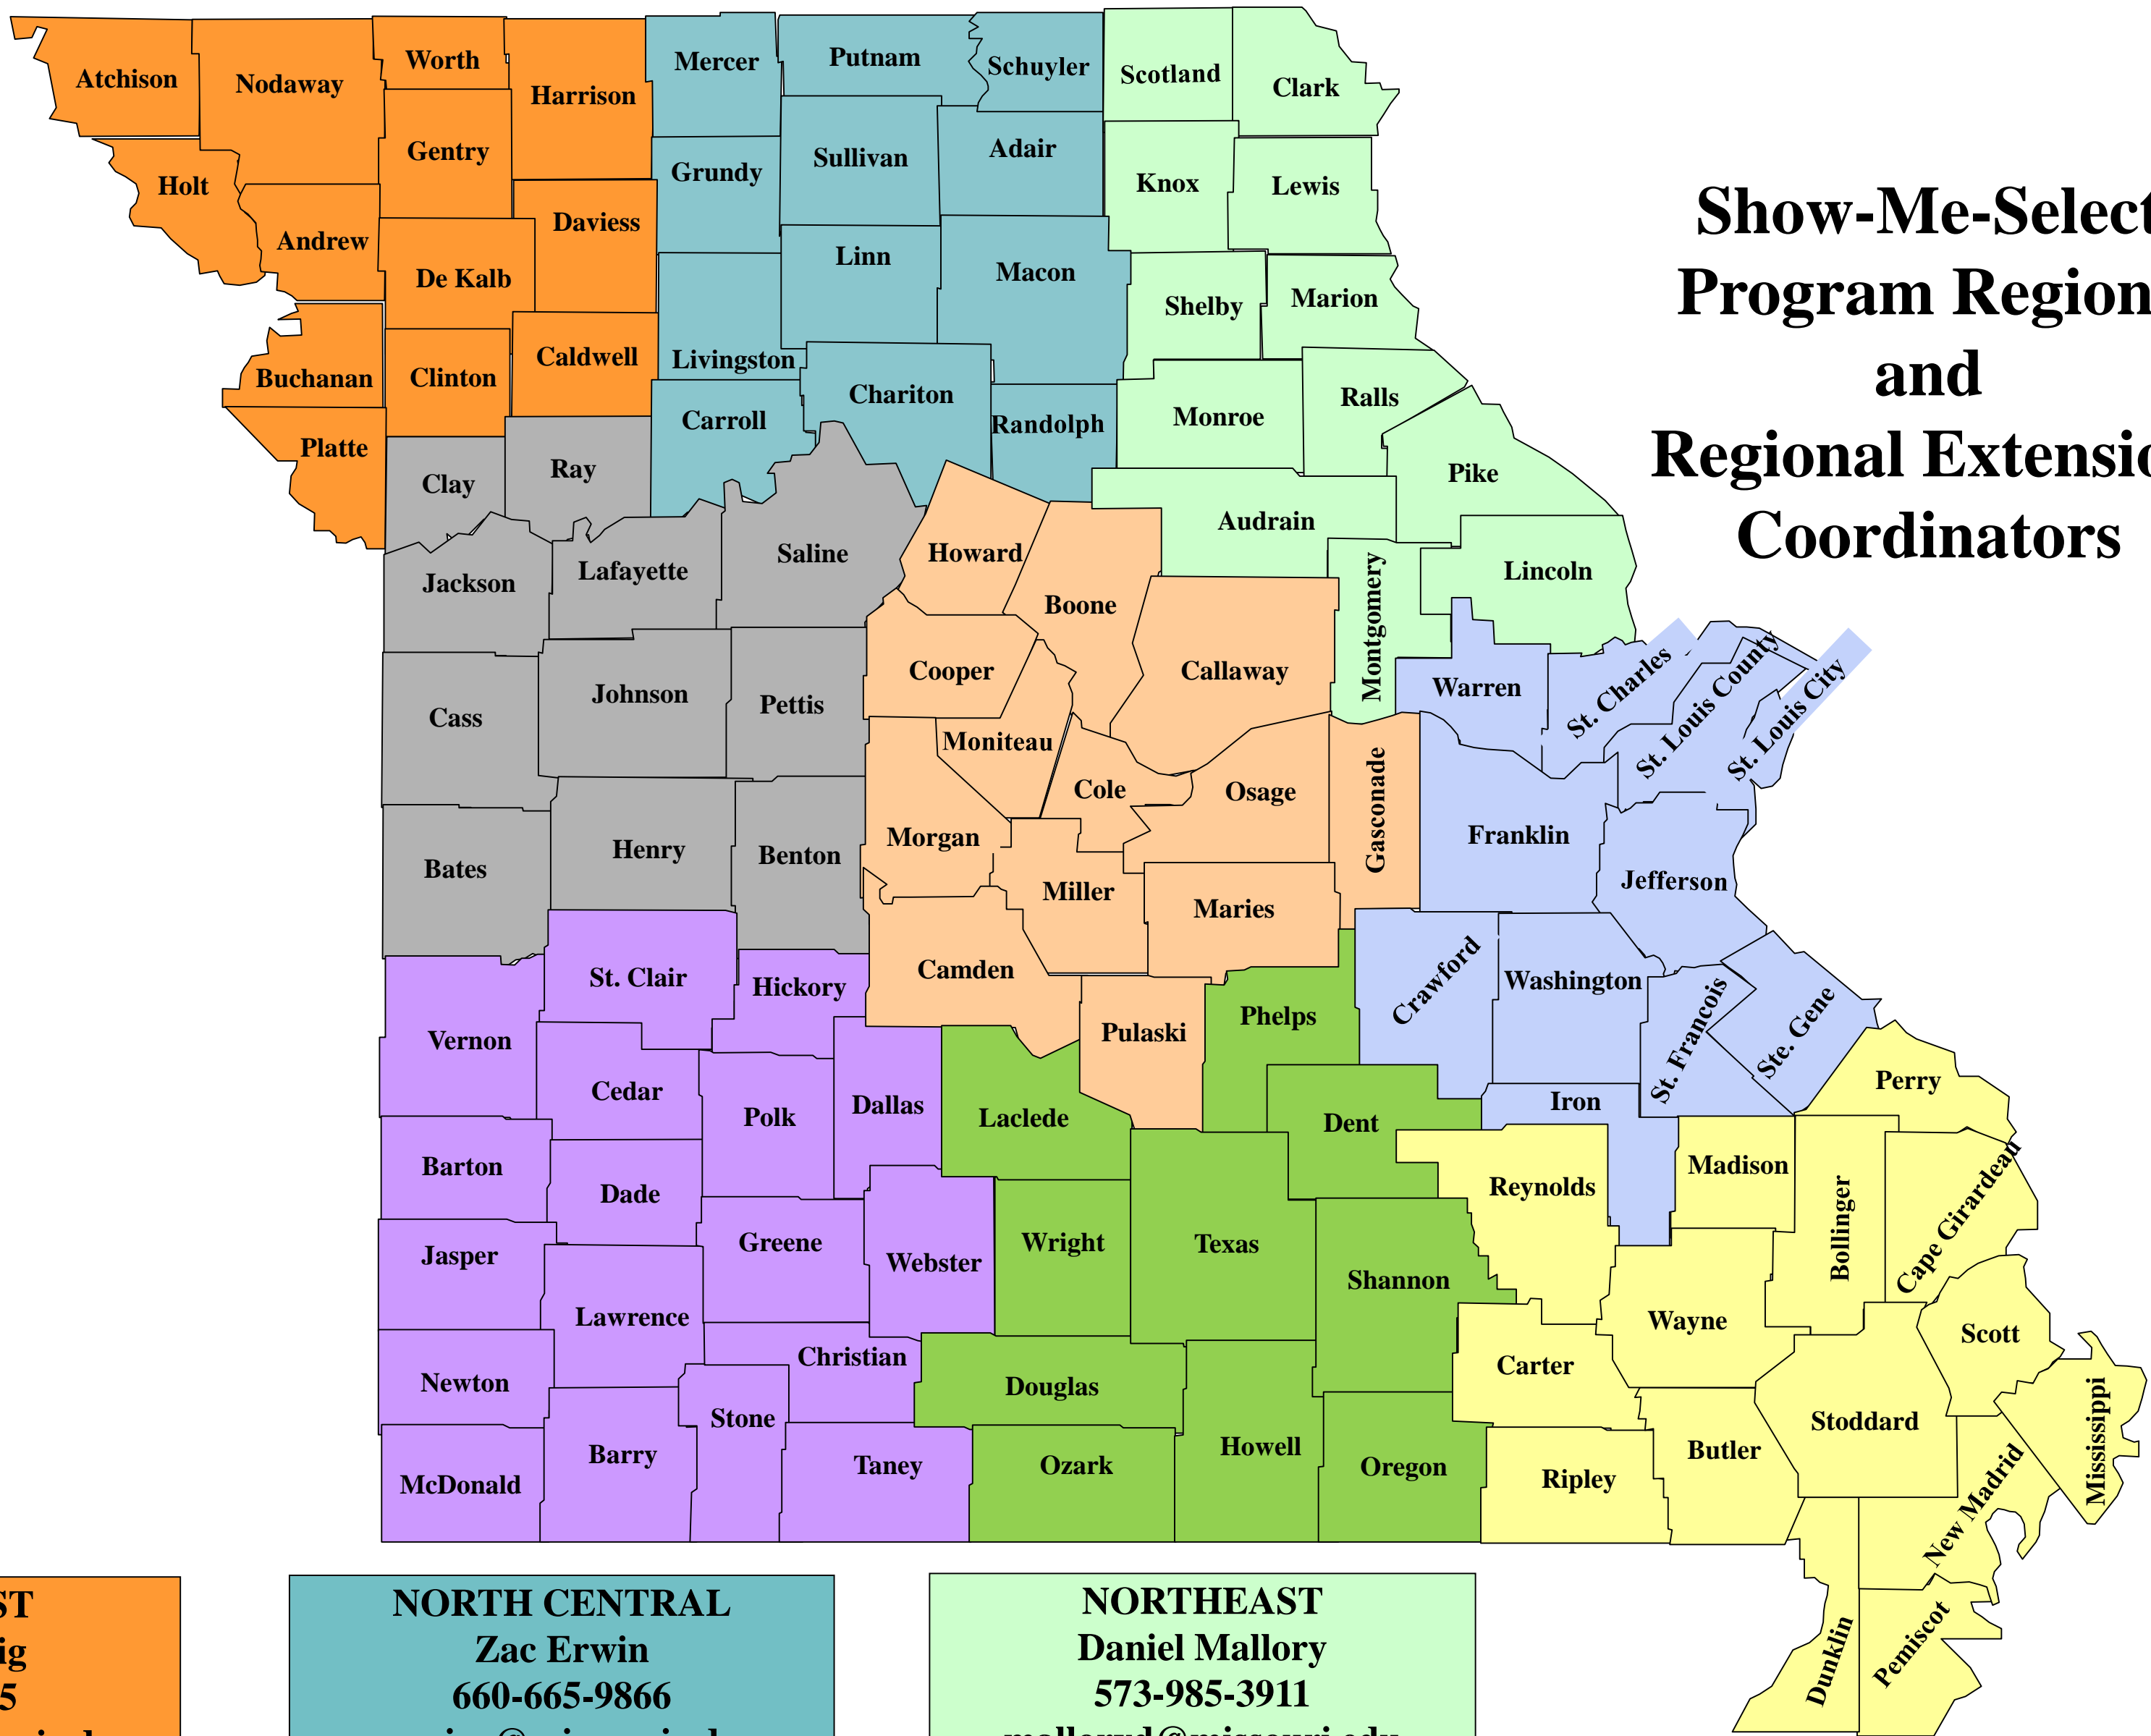 Show-Me-Select
Program Region
and
Regional Extensio
Coordinators
Atchison
Nodaway
Worth
Harrison
Mercer
Putnam
Schuyler
Scotland
Clark
Gentry
Holt
Andrew
De Kalb
Daviess
Grundy
Sullivan
Adair
Knox
Lewis
Linn
Macon
Shelby
Marion
Buchanan
Clinton
Caldwell
Livingston
Chariton
Randolph
Monroe
Ralls
Platte
Clay
Ray
Carroll
Pike
Audrain
Saline
Howard
Boone
Jackson
Lafayette
Montgomery
Lincoln
Cooper
Callaway
Warren
St. Charles
St. Louis County
St. Louis City
Cass
Johnson
Pettis
Moniteau
Cole
Osage
Gasconade
Franklin
Jefferson
Bates
Henry
Benton
Morgan
Miller
Maries
Camden
Pulaski
Phelps
Crawford
Washington
St. Francois
Ste. Gene
Perry
St. Clair
Hickory
Vernon
Cedar
Polk
Dallas
Laclede
Dent
Iron
Madison
Reynolds
Bollinger
Cape Girardeau
Barton
Dade
Jasper
Greene
Webster
Wright
Texas
Shannon
Wayne
Scott
Mississippi
Lawrence
Christian
Newton
Stone
Douglas
Carter
Stoddard
Butler
McDonald
Barry
Taney
Ozark
Howell
Oregon
Ripley
New Madrid
Dunklin
Pemiscot
ST
ig
5
NORTH CENTRAL
Zac Erwin
660-665-9866
NORTHEAST
Daniel Mallory
573-985-3911
malloryd@missouri.edu